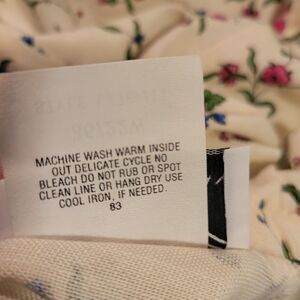 MACHINE WASH WARM INSIDE
OUT DELICATE CYCLE NO
BLEACH DO NOT RUB OR SPOT
CLEAN LINE OR HANG DRY USE
COOL IRON, IF NEEDED.
83